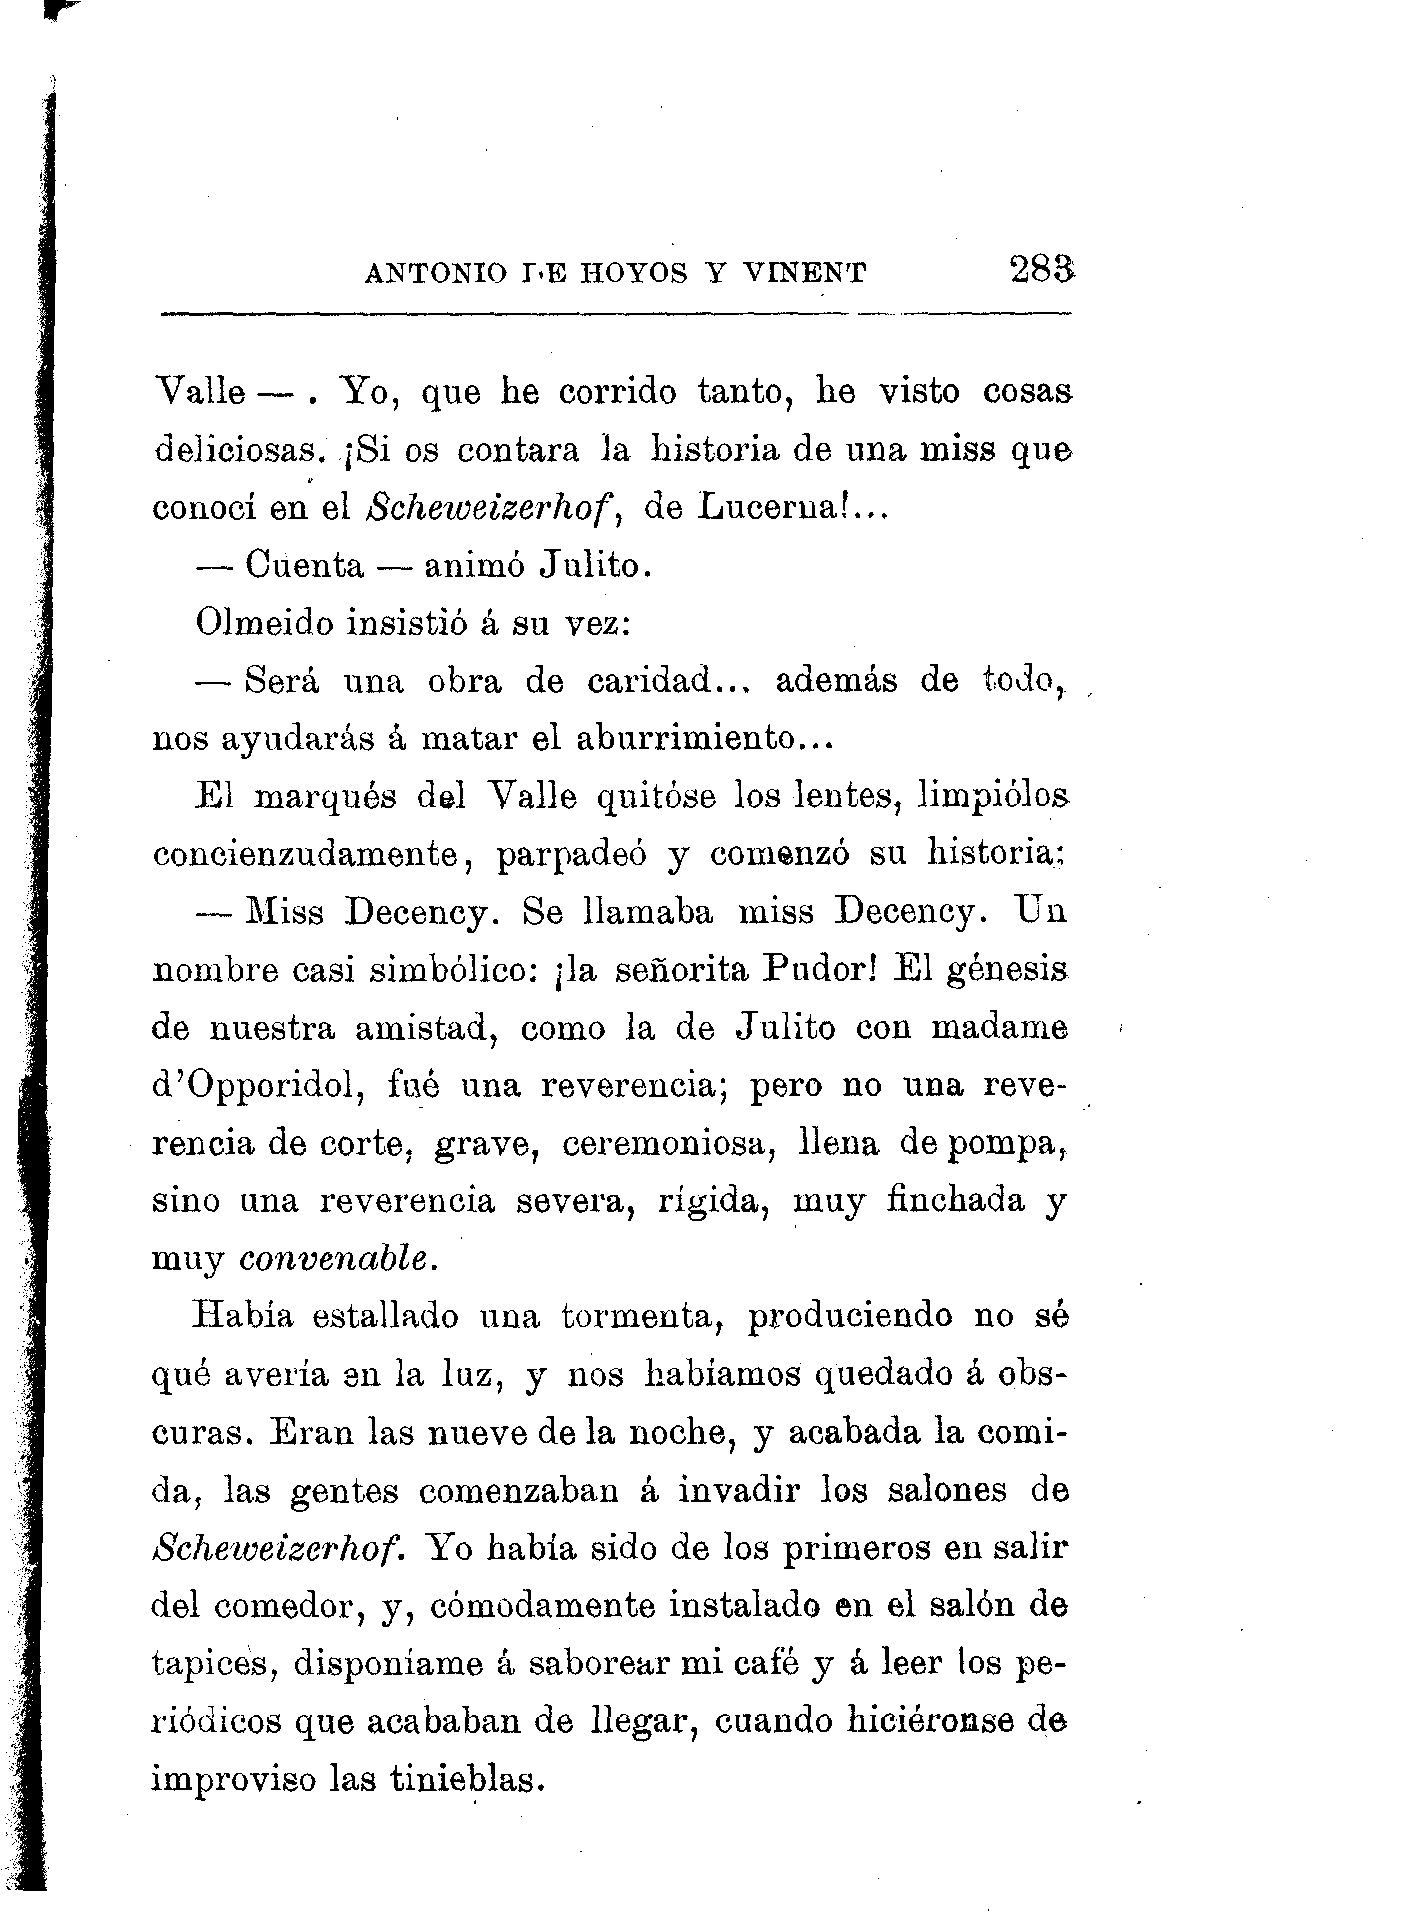 ANTONIO DE HOYOS Y VINENT 283
Valle — . Yo, que he corrido tanto, he visto cosas
deliciosas. ¡Si os contara la historia de una miss que
conocí en el Scheweizerhof, de Lucerna!...
— Cuenta — animó Julito.
Olmeido insistió á su vez:
— Será una obra de caridad... además de todo,
nos ayudarás á matar el aburrimiento...
El marqués del Valle quitóse los lentes, limpiólos
concienzudamente, parpadeó y comenzó su historia:
— Miss Decency. Se llamaba miss Decency. Un
nombre casi simbólico: ¡la señorita Pudor! El génesis
de nuestra amistad, como la de Julito con madame
d’Opporidol, fué una reverencia; pero no una reve-
rencia de corte, grave, ceremoniosa, llena de pompa,
sino una reverencia severa, rígida, muy finchada y
muy convenable.
Había estallado una tormenta, produciendo no sé
qué avería en la luz, y nos habíamos quedado á obs-
curas. Eran las nueve de la noche, y acabada la comi-
da, las gentes comenzaban á invadir los salones de
Scheweizerhof. Yo había sido de los primeros en salir
del comedor, y, cómodamente instalado en el salón de
tapices, disponíame á saborear mi café y á leer los pe-
riódicos que acababan de llegar, cuando hiciéronse de
improviso las tinieblas.